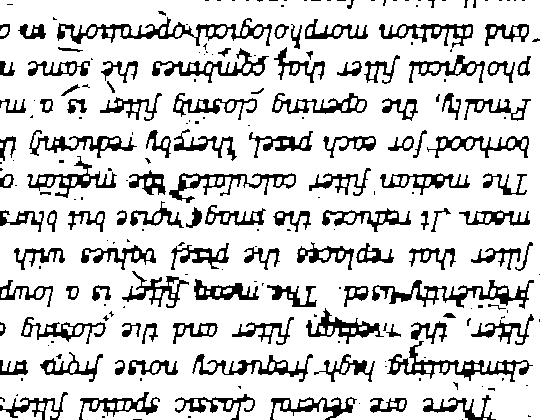 There are several classic spatial filters
eliminating high frequency noise from im
filter, the median filter and the closing o
frequently used. The mean filter is a lowp
filter that replaces the pixel values with
mean. It reduces the image noise but blurs
The median filter calculates the median o
borhood for each pixel, thereby reducing th
Finally, the opening closing filter is a m
phological filter that combines the same n
and dilation morphological operations in o